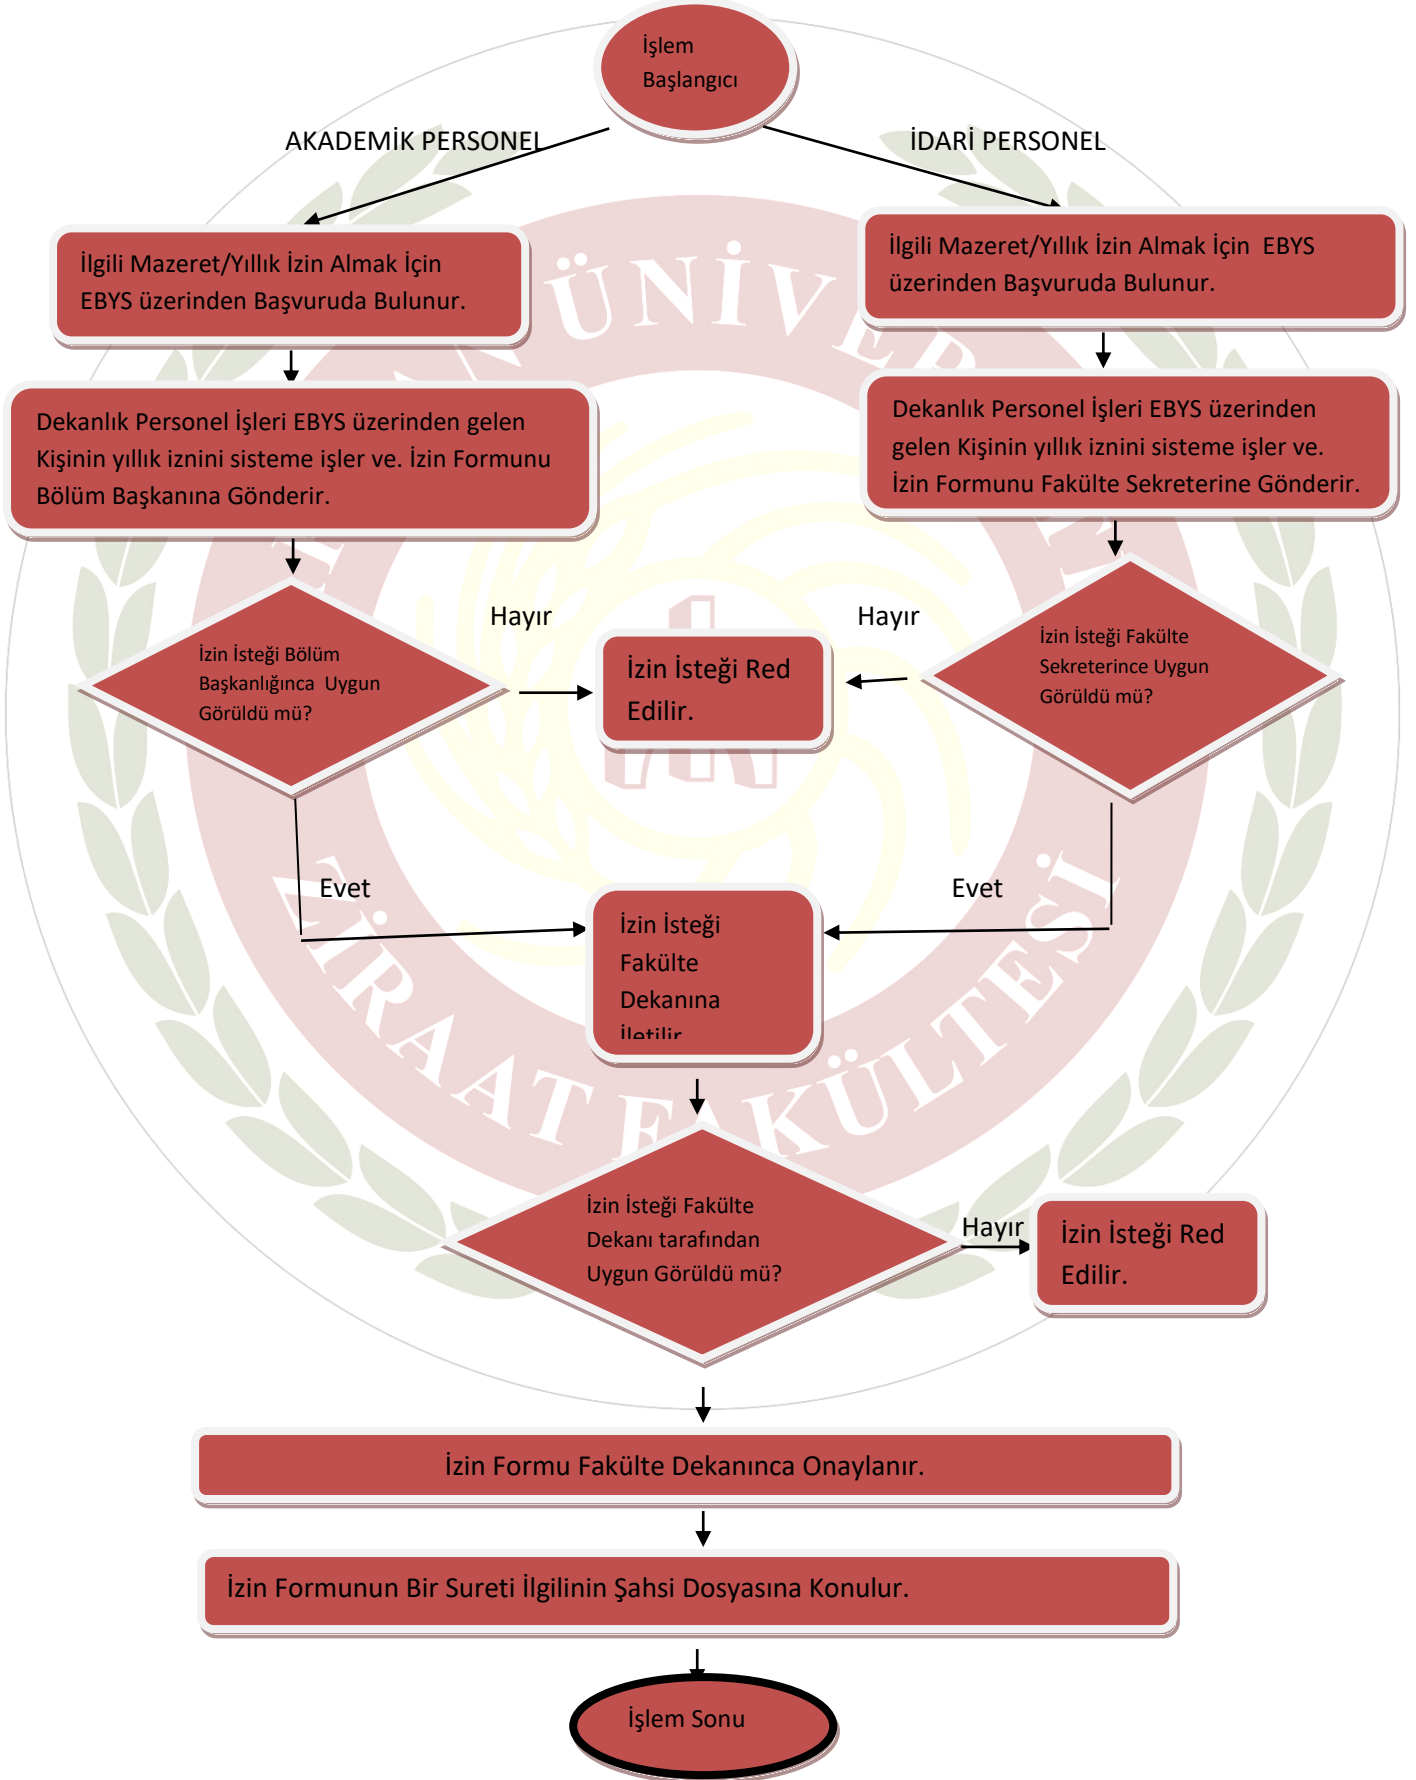 İşlem
Başlangıcı
AKADEMİK PERSONEL
İDARİ PERSONEL
İlgili Mazeret/Yıllık İzin Almak İçin
EBYS üzerinden Başvuruda Bulunur.
İlgili Mazeret/Yıllık İzin Almak İçin EBYS
üzerinden Başvuruda Bulunur.
Dekanlık Personel İşleri EBYS üzerinden gelen
Kişinin yıllık iznini sisteme işler ve. İzin Formunu
Bölüm Başkanına Gönderir.
Dekanlık Personel İşleri EBYS üzerinden
gelen Kişinin yıllık iznini sisteme işler ve.
İzin Formunu Fakülte Sekreterine Gönderir.
İzin İsteği Bölüm
Başkanlığınca Uygun
Görüldü mü?
Hayır
İzin İsteği Red
Edilir.
Hayır
İzin İsteği Fakülte
Sekreterince Uygun
Görüldü mü?
Evet
Evet
İzin İsteği
Fakülte
Dekanına
İletilir
İzin İsteği Fakülte
Dekanı tarafından
Uygun Görüldü mü?
Hayır
İzin İsteği Red
Edilir.
İzin Formu Fakülte Dekanınca Onaylanır.
İzin Formunun Bir Sureti İlgilinin Şahsi Dosyasına Konulur.
İşlem Sonu
ZİRAAT FAKÜLTESİ